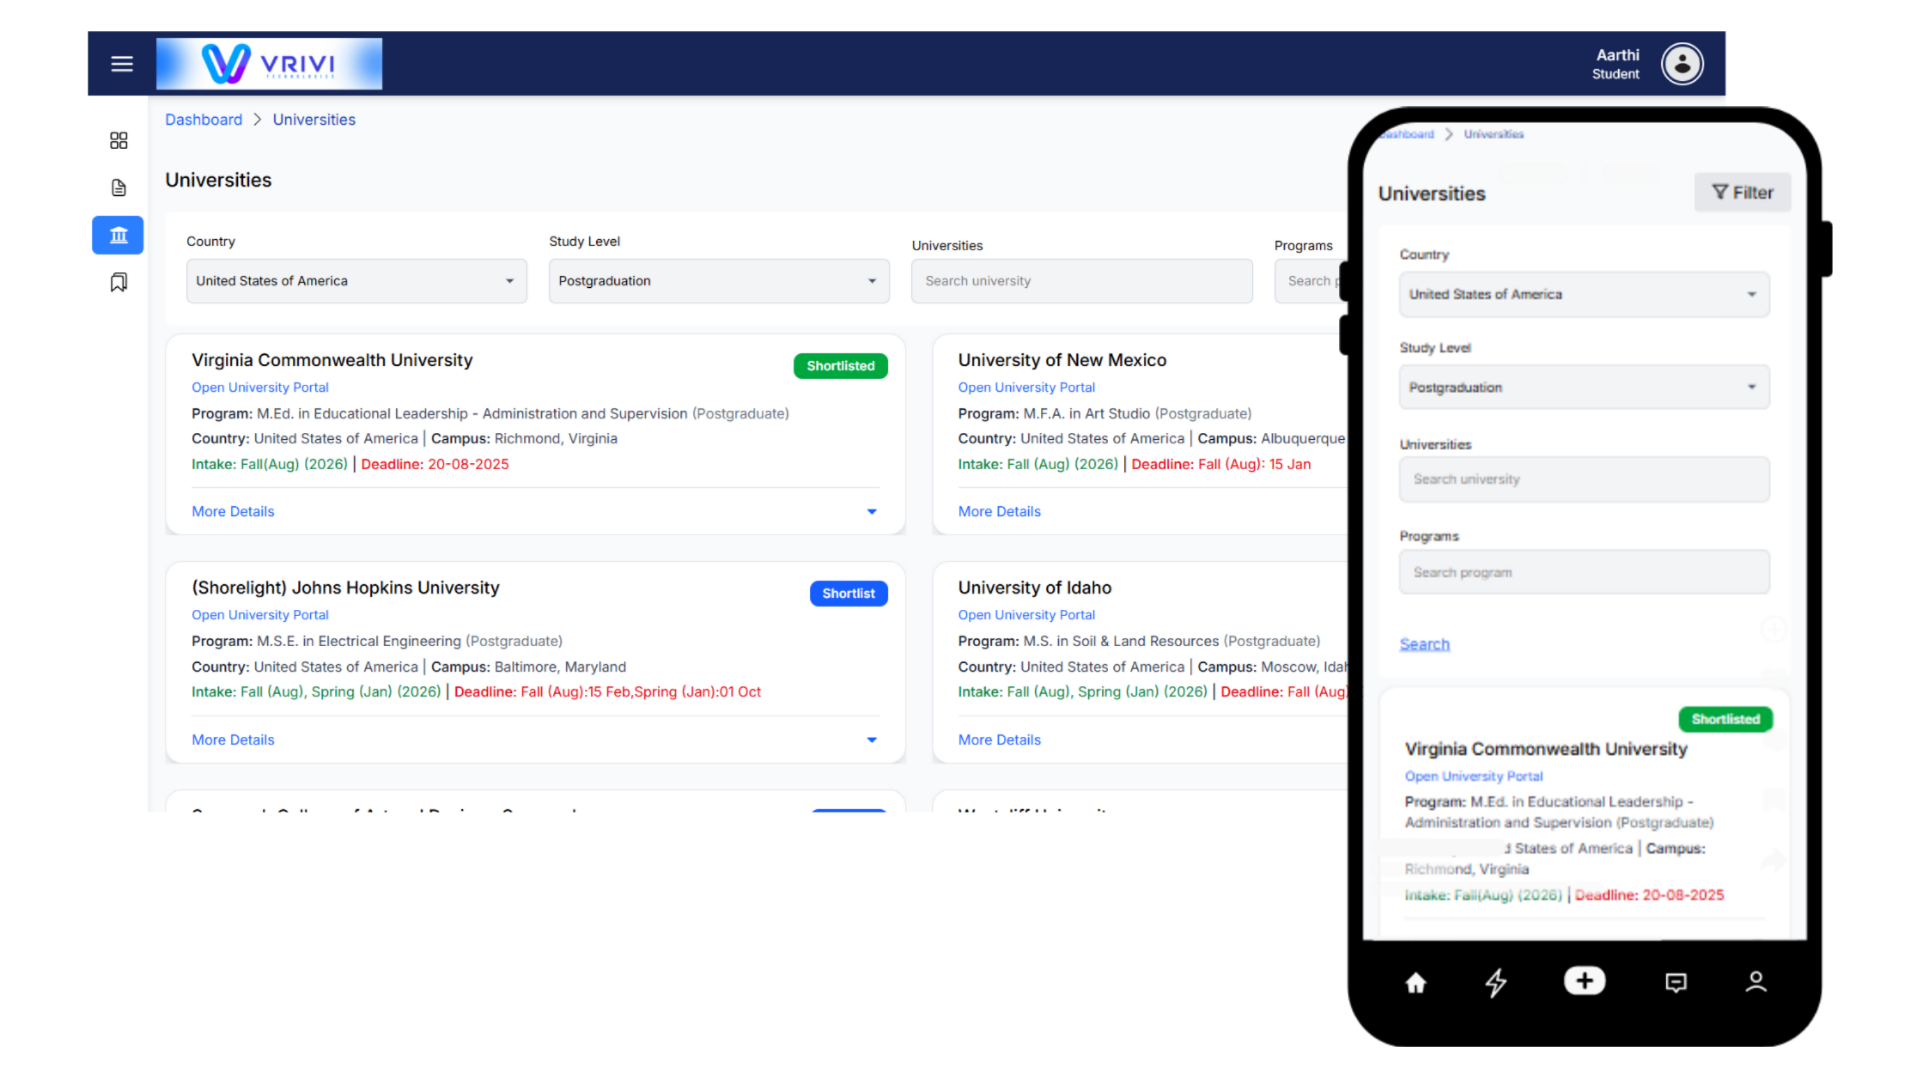 VRIVI
TECHNOLOGIES
Aarthi
Student
Dashboard > Universities
Universities
Country
Study Level
Universities
Programs
United States of America
Postgraduation
Search university
Search
Virginia Commonwealth University
Shortlisted
Open University Portal
Program: M.Ed. in Educational Leadership - Administration and Supervision (Postgraduate)
Country: United States of America | Campus: Richmond, Virginia
Intake: Fall(Aug) (2026) | Deadline: 20-08-2025
More Details
University of New Mexico
Open University Portal
Program: M.F.A. in Art Studio (Postgraduate)
Country: United States of America | Campus: Albuquerque
Intake: Fall (Aug) (2026) | Deadline: Fall (Aug): 15 Jan
More Details
(Shorelight) Johns Hopkins University
Shortlist
Open University Portal
Program: M.S.E. in Electrical Engineering (Postgraduate)
Country: United States of America | Campus: Baltimore, Maryland
Intake: Fall (Aug), Spring (Jan) (2026) | Deadline: Fall (Aug):15 Feb,Spring (Jan):01 Oct
More Details
University of Idaho
Open University Portal
Program: M.S. in Soil & Land Resources (Postgraduate)
Country: United States of America | Campus: Moscow,
Intake: Fall (Aug), Spring (Jan) (2026) | Deadline: Fall (Aug)
More Details
> Universities
Universities
Filter
Country
United States of America
Study Level
Postgraduation
Universities
Search university
Programs
Search program
Search
Shortlisted
Virginia Commonwealth University
Open University Portal
Program: M.Ed. in Educational Leadership -
Administration and Supervision (Postgraduate)
States of America | Campus:
Richmond, Virginia
Intake: Fall(Aug) (2026) | Deadline: 20-08-2025